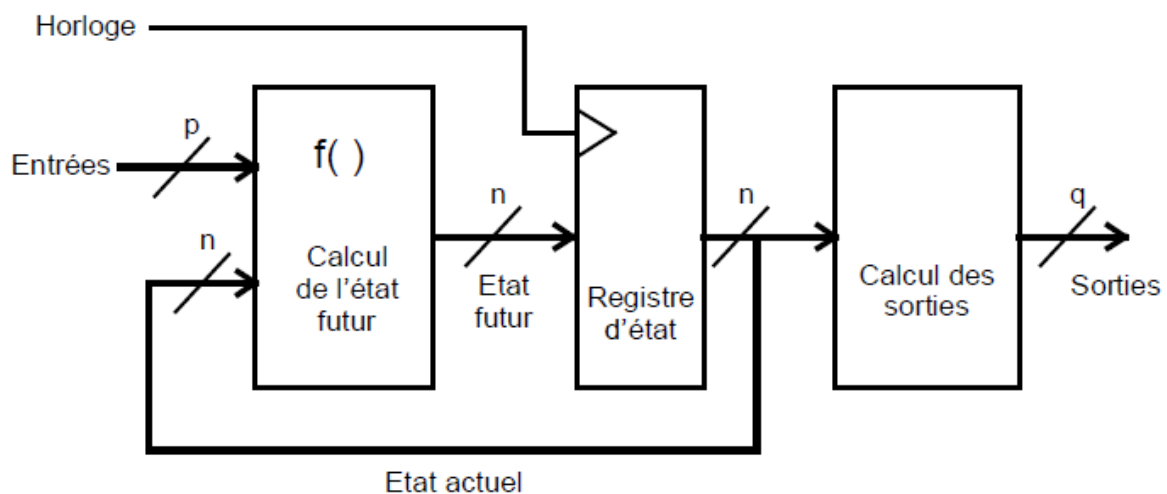 Horloge
Entrées
p
n
f( )
Calcul
de l'état
futur
n
Etat
futur
Registre
d'état
n
Calcul des
sorties
q
Sorties
Etat actuel